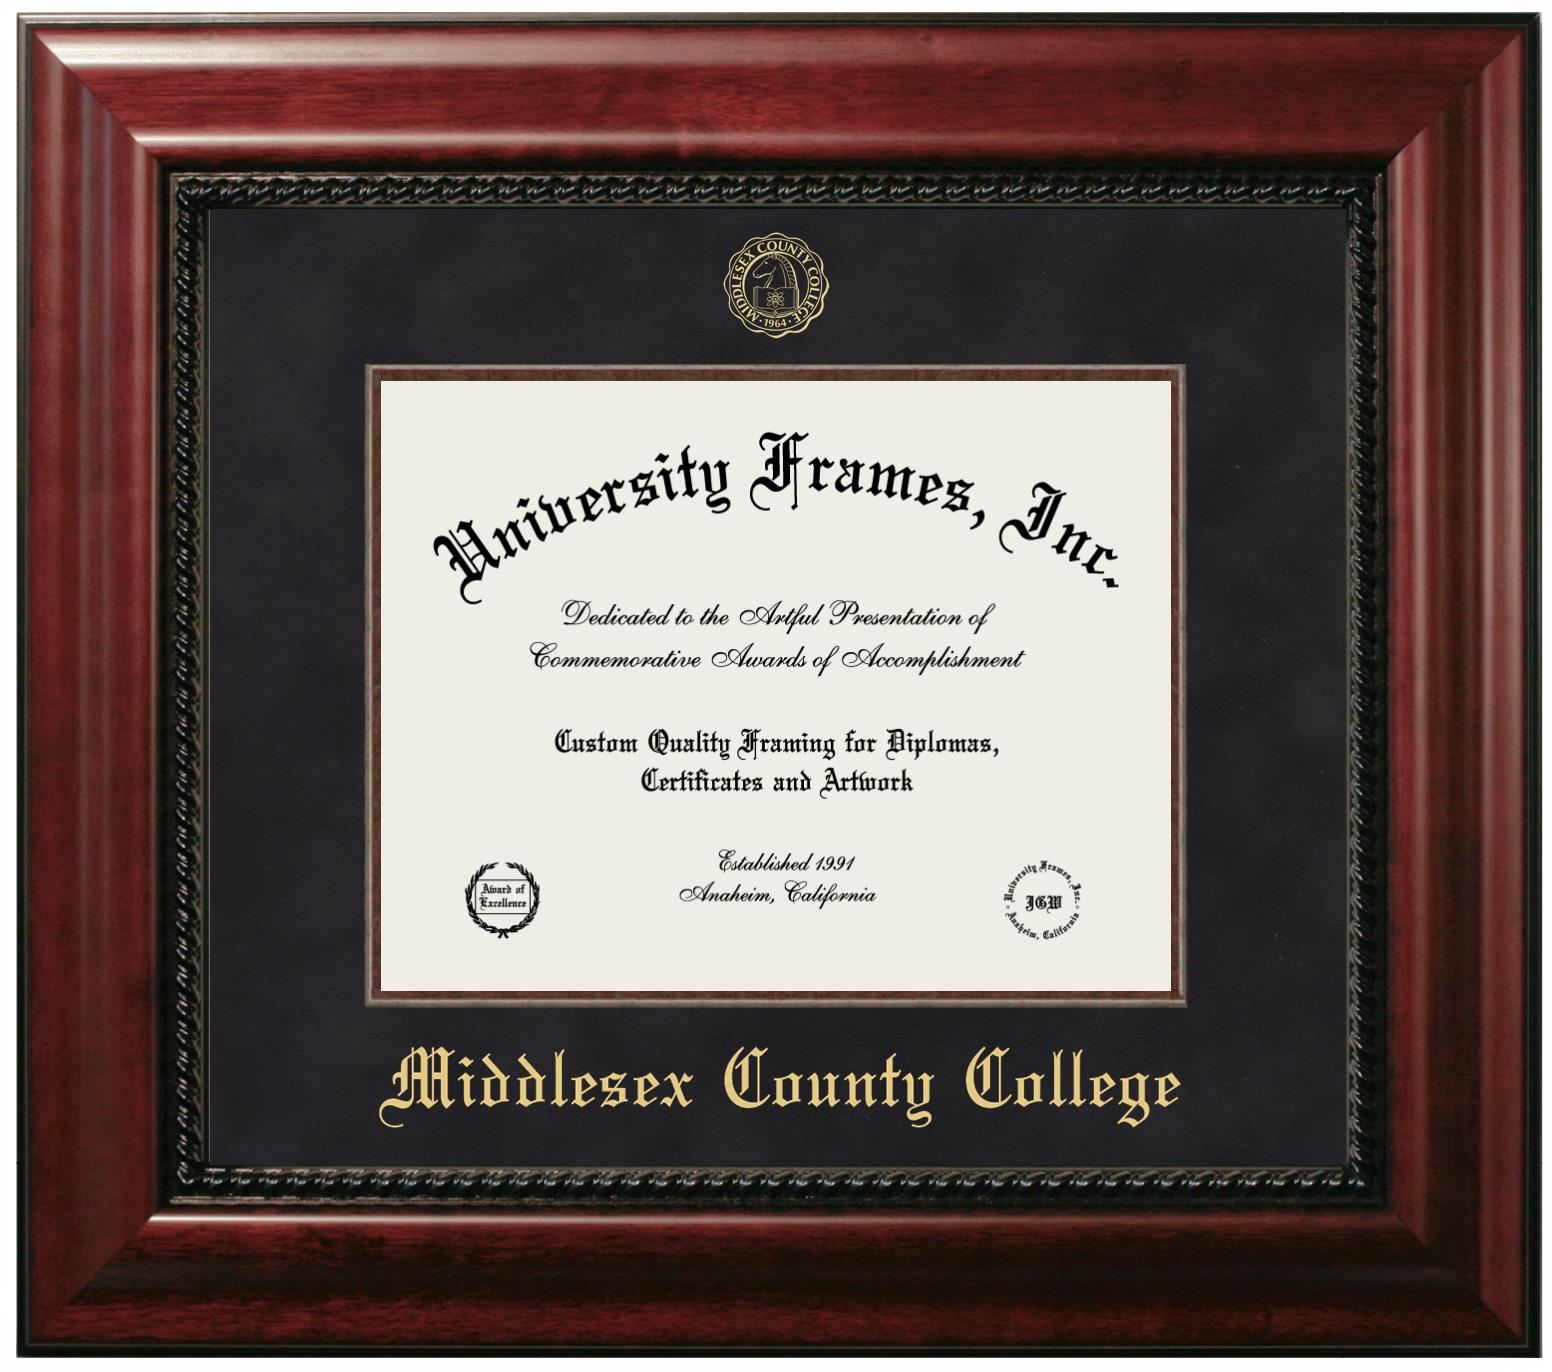 MIDDLESEX COUNTY COLLEGE
· 1964 ·
University Frames, Inc.
Dedicated to the Artful Presentation of
Commemorative Awards of Accomplishment
Custom Quality Framing for Diplomas,
Certificates and Artwork
Established 1991
Anaheim, California
Award of
Excellence
University Frames, Inc.
JGW
Anaheim, California
Middlesex County College